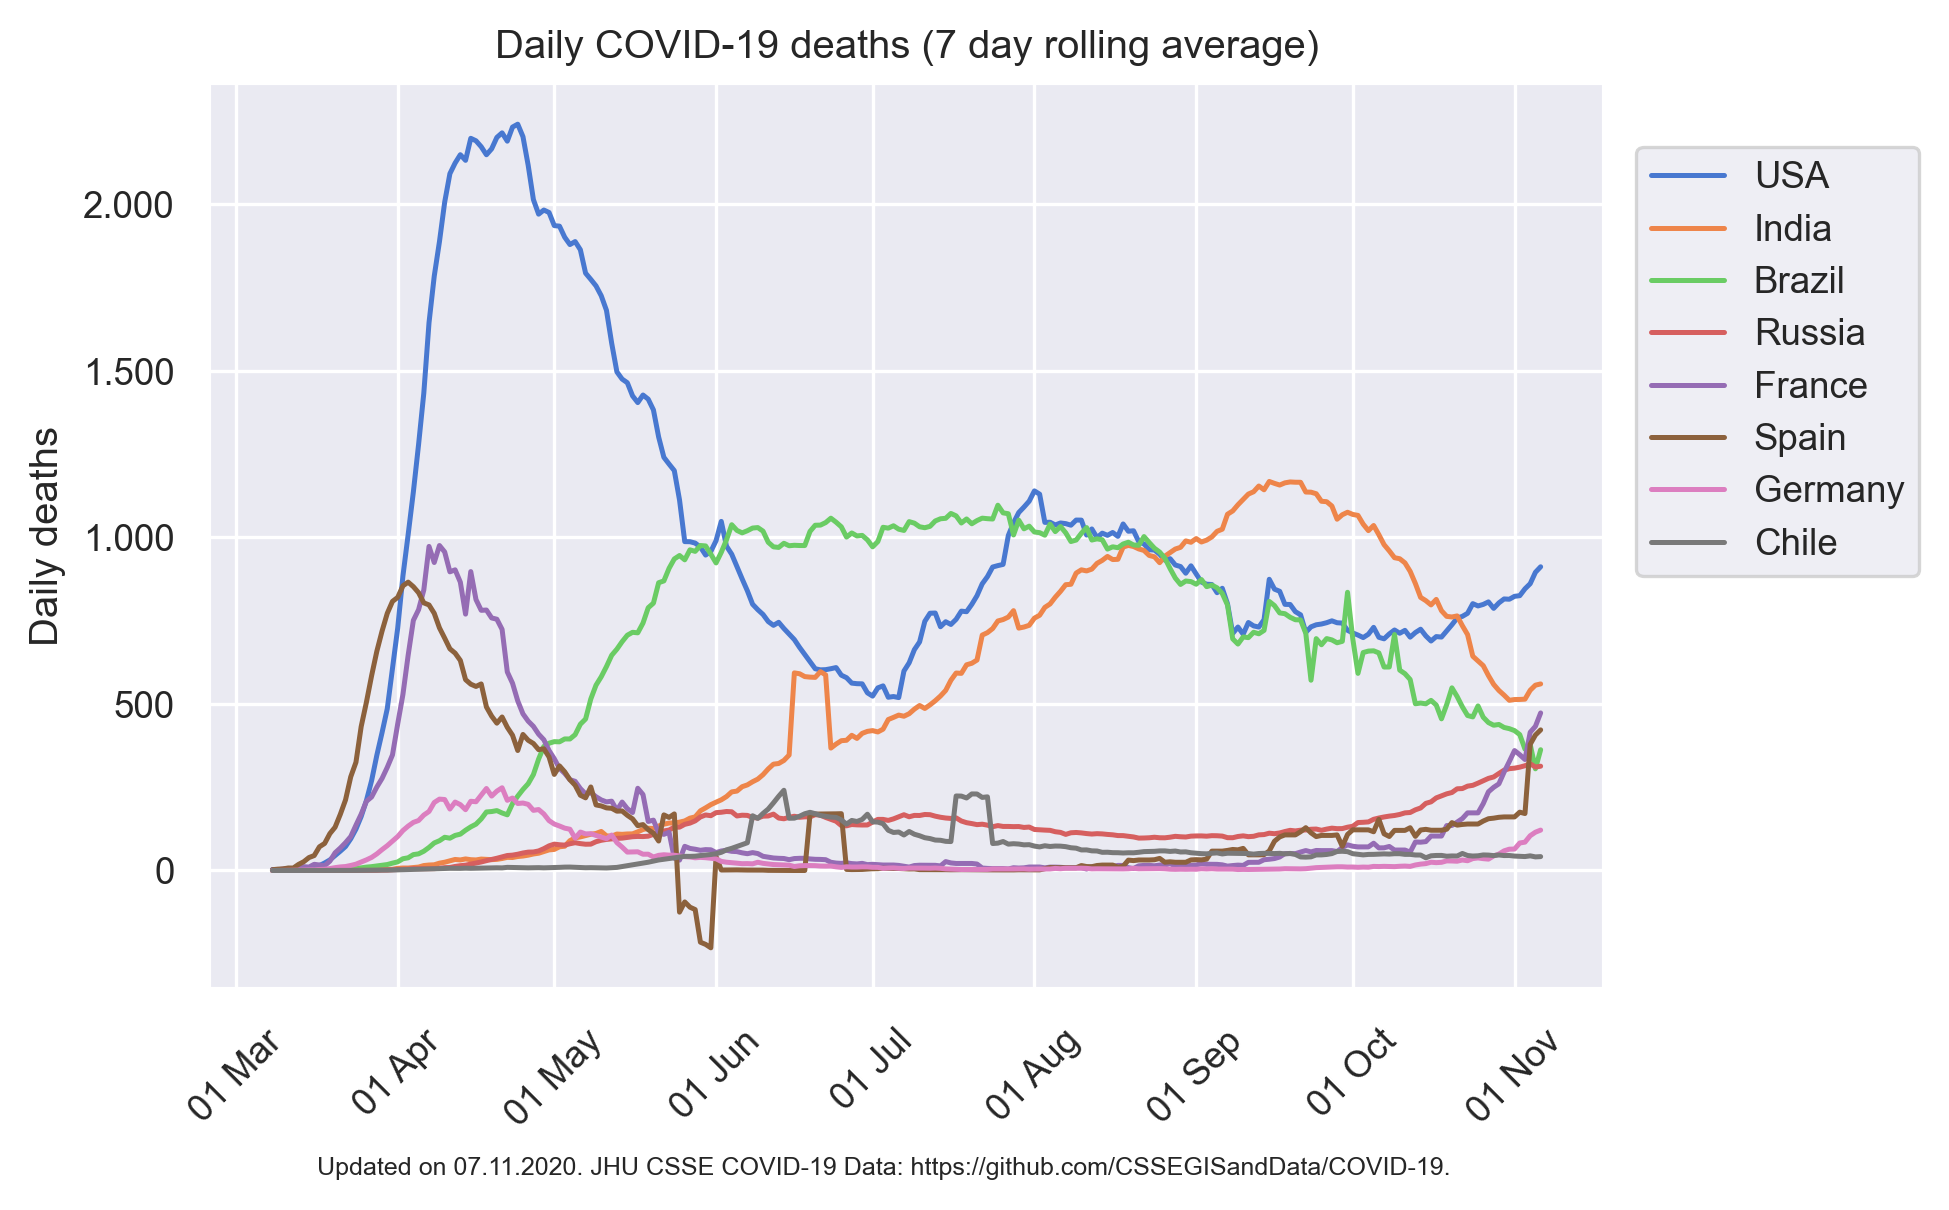 Daily COVID-19 deaths (7 day rolling average)
Daily deaths
2.000
1.500
1.000
500
0
01 Mar
01 Apr
01 May
01 Jun
01 Jul
01 Aug
01 Sep
01 Oct
01 Nov
USA
India
Brazil
Russia
France
Spain
Germany
Chile
Updated on 07.11.2020. JHU CSSE COVID-19 Data: https://github.com/CSSEGISandData/COVID-19.